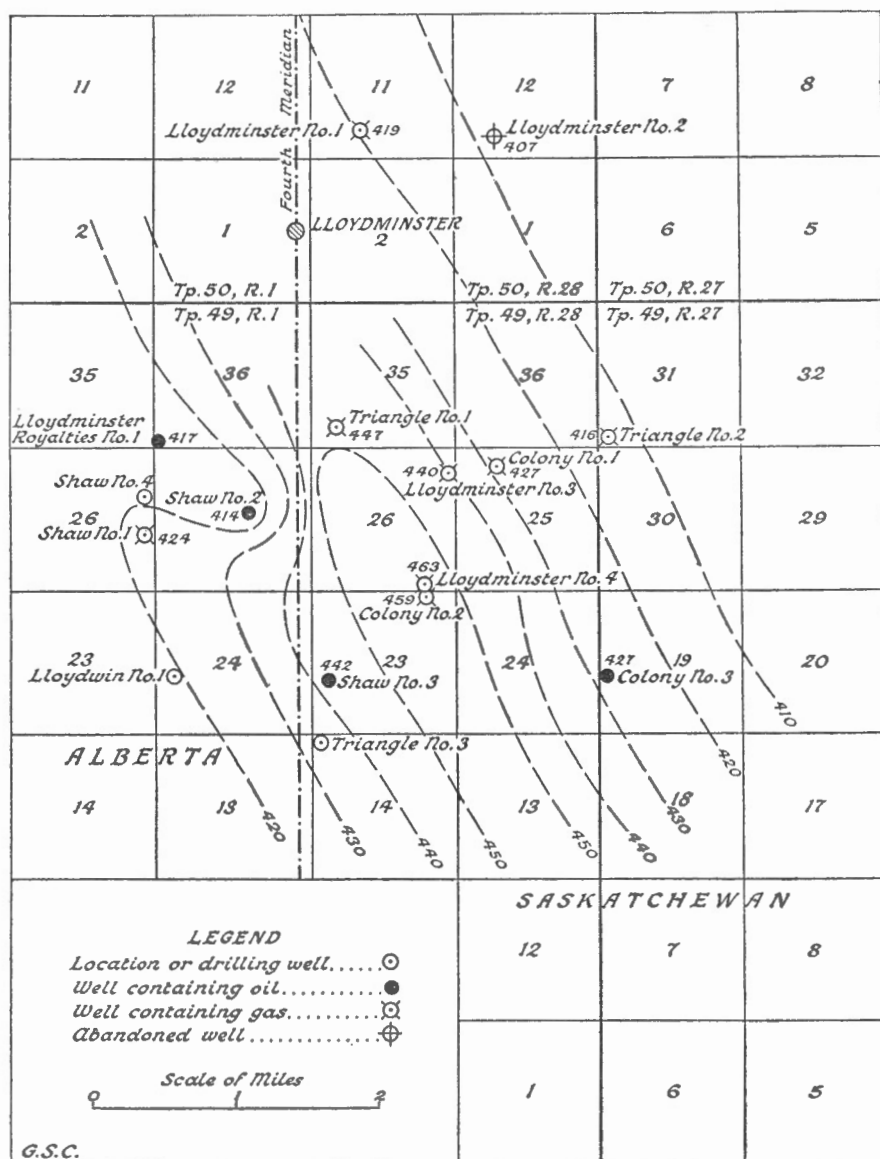 11 12 11 12 7 8
Fourth Meridian
Lloydminster No.1 419
Lloydminster No.2
407
2 1 LLOYDMINSTER 1 6 5
2
Tp. 50, R.1 Tp. 50, R.28 Tp. 50, R.27
Tp. 49, R.1 Tp. 49, R.28 Tp. 49, R.27
35 36 35 36 31 32
Lloydminster
Royalties No.1 417
Triangle No.1
447
416 Triangle No.2
Shaw No.4
Shaw No.2
414
440 Lloydminster No.3
Colony No.1
427
26 26 25 30 29
Shaw No.1 424
463 Lloydminster No.4
459 Colony No.2
23 24 23 24 19 20
Lloydwin No.1
442
Shaw No.3
427
Colony No.3
Triangle No.3
ALBERTA
14 13 14 13 18 17
420 430 440 450 450 440 430 420 410
SASKATCHEWAN
12 7 8
1 6 5
LEGEND
Location or drilling well......
Well containing oil...........
Well containing gas..........
Abandoned well ............
Scale of Miles
0 1 2
G.S.C.